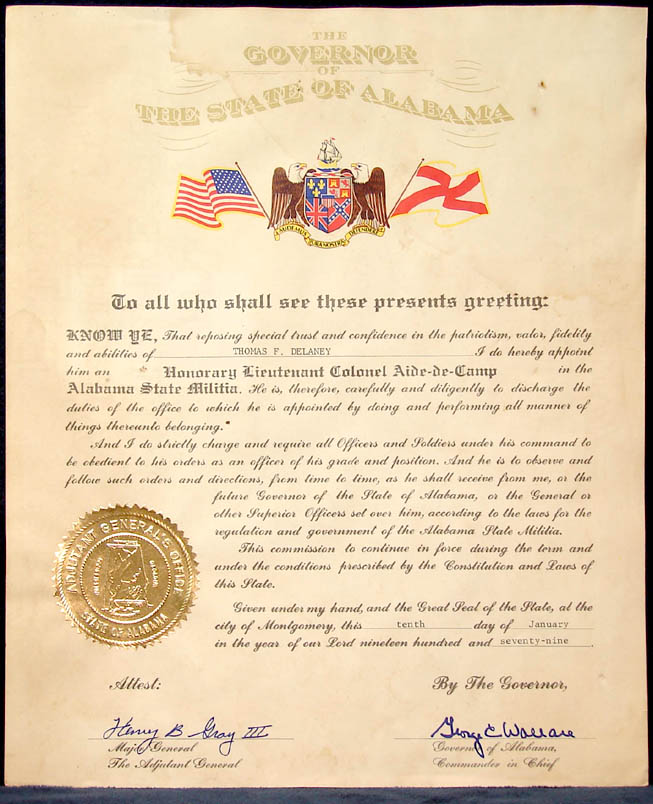 THE
GOVERNOR
OF
THE STATE OF ALABAMA
AUDEMUS JURA NOSTRA DEFENDERE
To all who shall see these presents greeting:
KNOW YE, That reposing special trust and confidence in the patriotism, valor, fidelity
and abilities of THOMAS F. DELANEY I do hereby appoint
him an Honorary Lieutenant Colonel Aide-de-Camp in the
Alabama State Militia. He is, therefore, carefully and diligently to discharge the
duties of the office to which he is appointed by doing and performing all manner of
things thereunto belonging.
And I do strictly charge and require all Officers and Soldiers under his command to
be obedient to his orders as an officer of his grade and position. And he is to observe and
follow such orders and directions, from time to time, as he shall receive from me, or the
future Governor of the State of Alabama, or the General or
other Superior Officers set over him, according to the laws for the
regulation and government of the Alabama State Militia.
This commission to continue in force during the term and
under the conditions prescribed by the Constitution and Laws of
this State.
Given under my hand, and the Great Seal of the State, at the
city of Montgomery, this tenth day of January
in the year of our Lord nineteen hundred and seventy-nine.
ADJUTANT GENERAL'S OFFICE
STATE OF ALABAMA
Attest: By The Governor,
Henry B Gray III George C Wallace
Major General Governor of Alabama,
The Adjutant General Commander in Chief